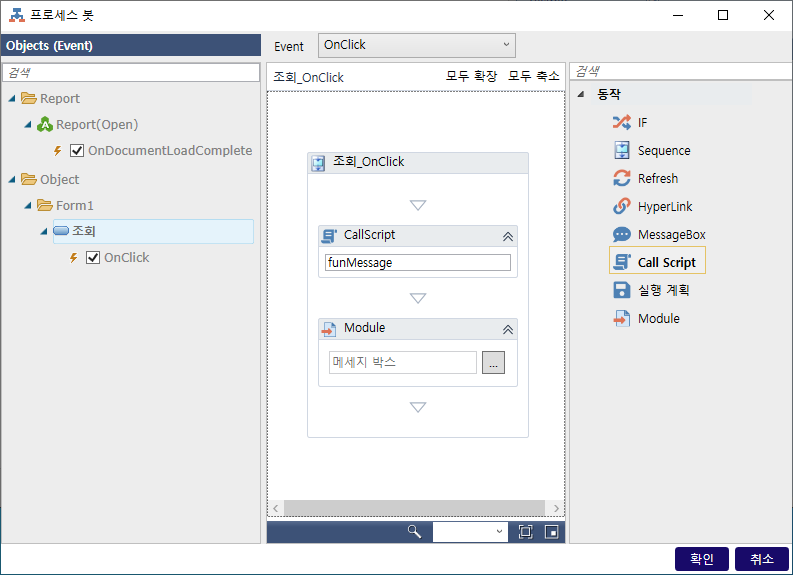 프로세스 봇
Objects (Event)
검색
Report
Report(Open)
OnDocumentLoadComplete
Object
Form1
조회
OnClick
Event
OnClick
조회_OnClick
모두 확장
모두 축소
조회_OnClick
CallScript
funMessage
Module
메세지 박스
...
검색
동작
IF
Sequence
Refresh
HyperLink
MessageBox
Call Script
실행 계획
Module
확인
취소